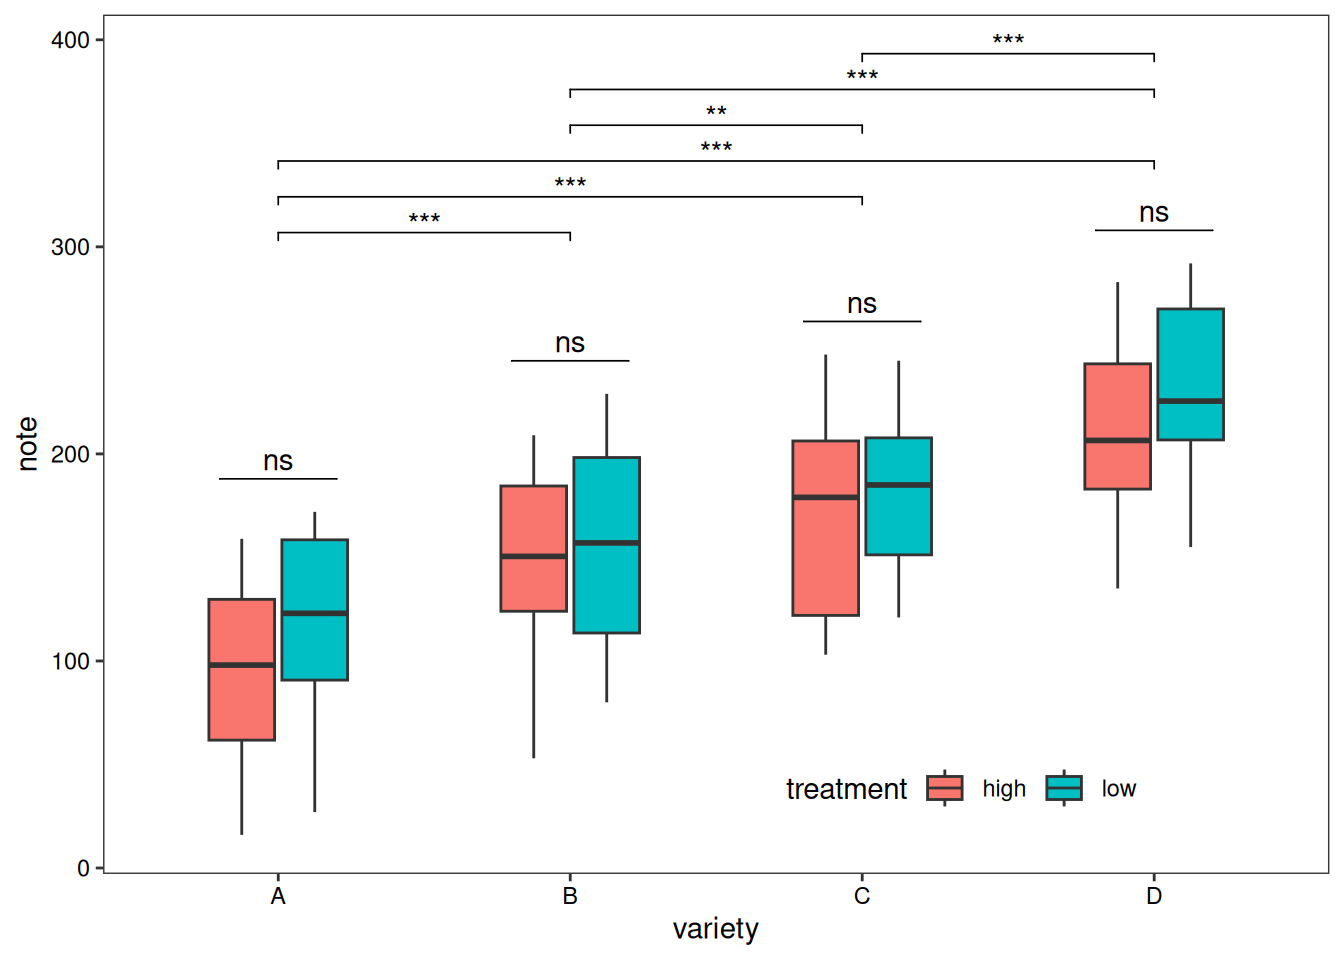 400
***
***
**
***
***
***
ns
300
ns
ns
note
200
ns
100
treatment high low
0
A B C D
variety